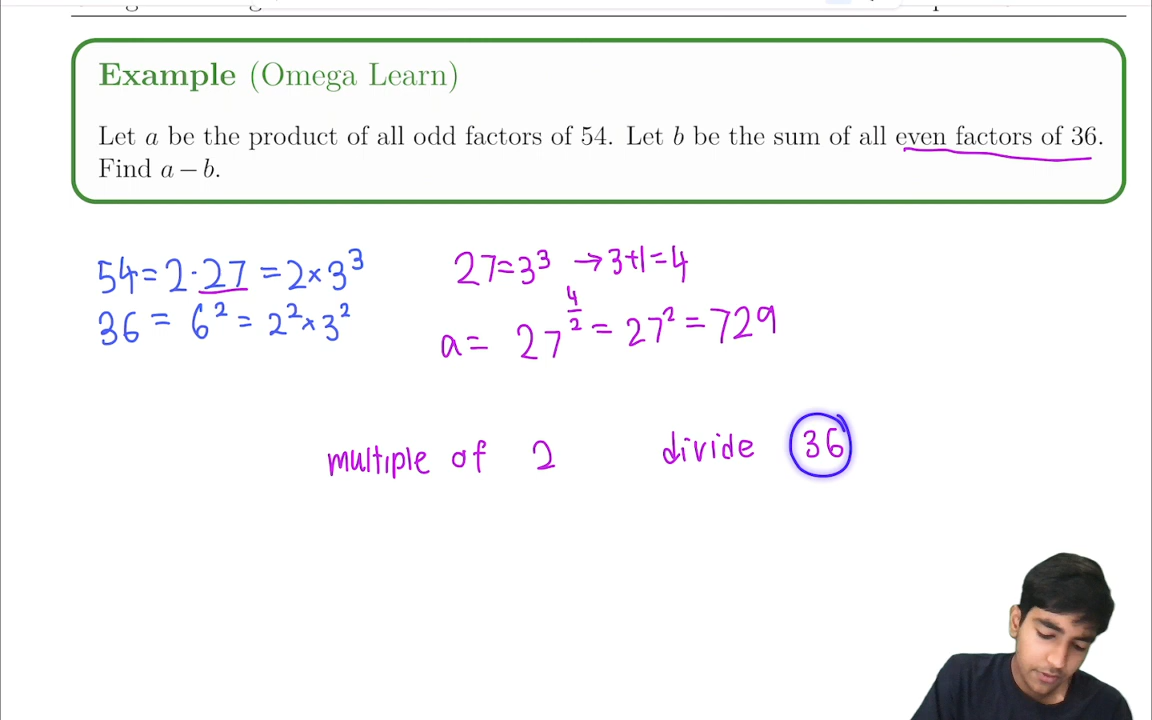 Example (Omega Learn)
Let a be the product of all odd factors of 54. Let b be the sum of all even factors of 36.
Find a − b.
54 = 2 · 27 = 2 × 3³
27 = 3³ → 3+1 = 4
36 = 6² = 2² × 3²
a = 27^(4/2) = 27² = 729
multiple of 2 divide 36